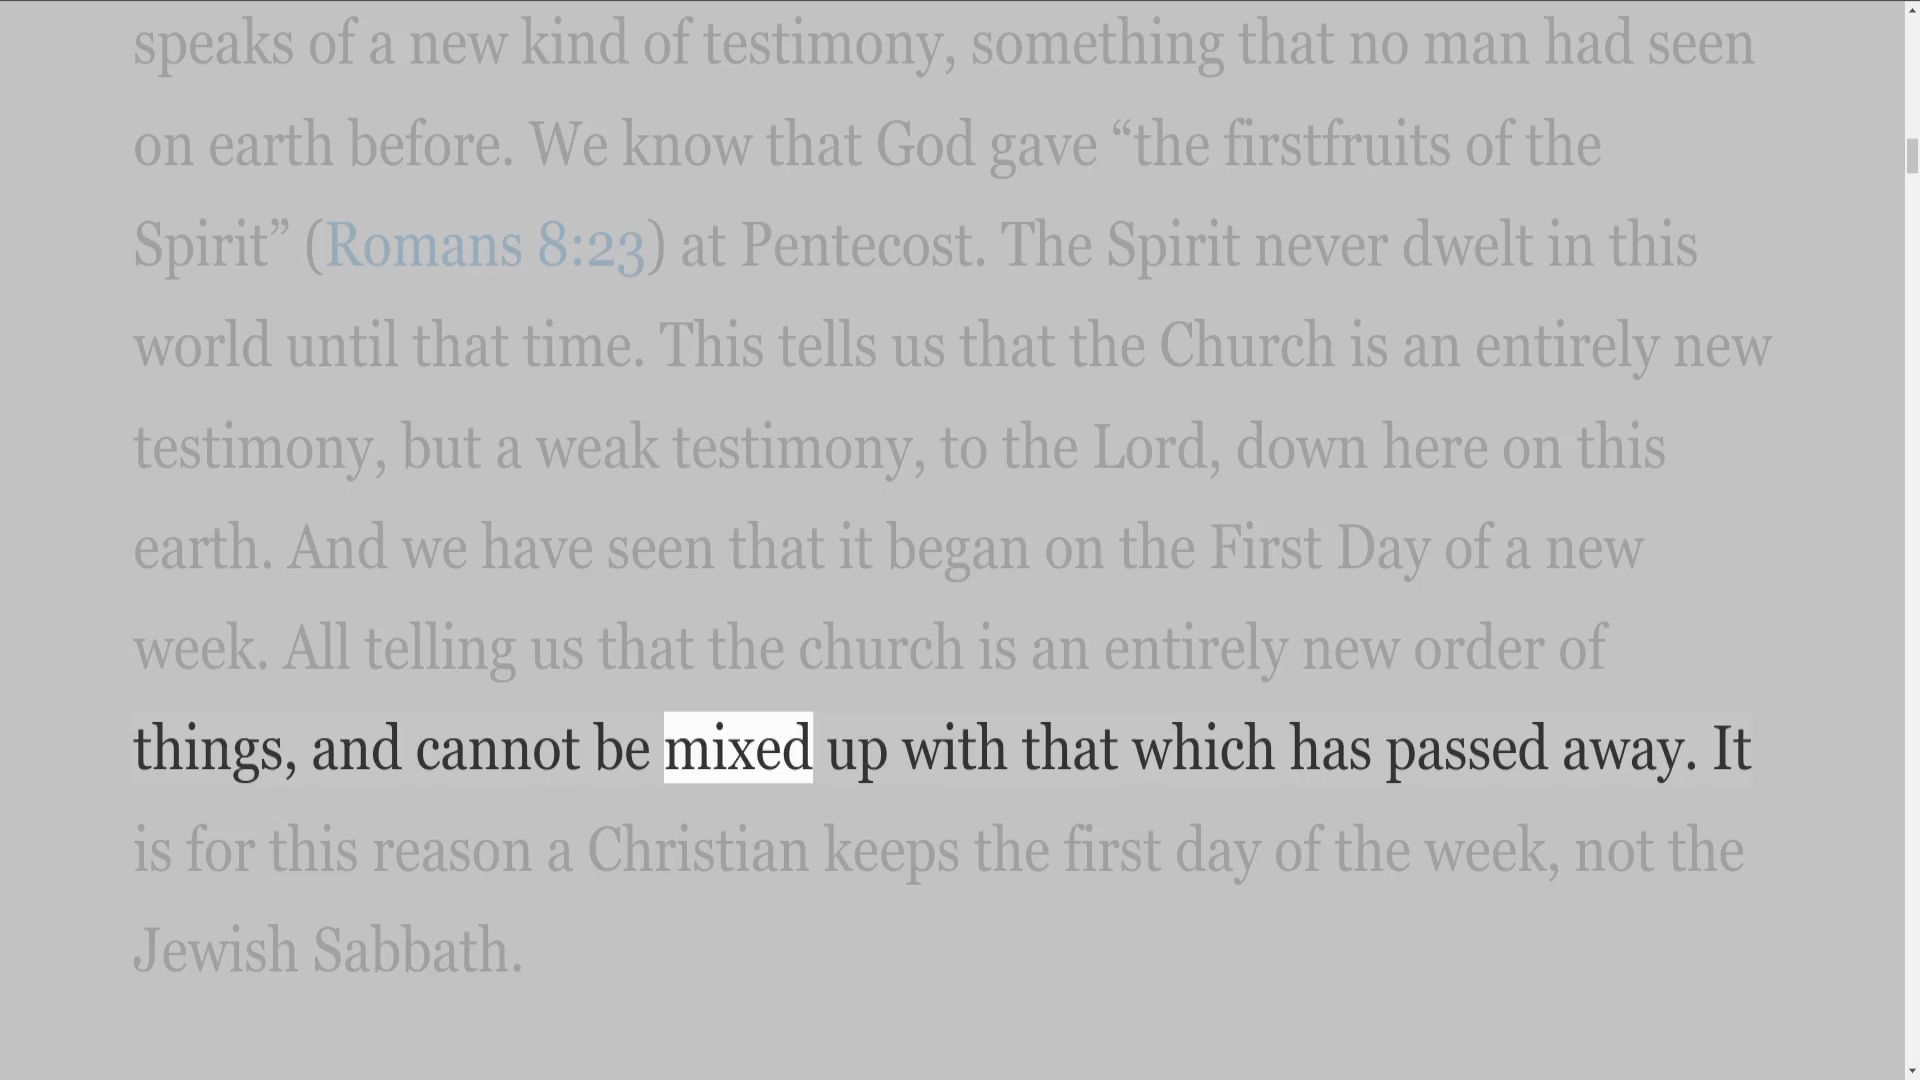 speaks of a new kind of testimony, something that no man had seen
on earth before. We know that God gave “the firstfruits of the
Spirit” (Romans 8:23) at Pentecost. The Spirit never dwelt in this
world until that time. This tells us that the Church is an entirely new
testimony, but a weak testimony, to the Lord, down here on this
earth. And we have seen that it began on the First Day of a new
week. All telling us that the church is an entirely new order of
things, and cannot be mixed up with that which has passed away. It
is for this reason a Christian keeps the first day of the week, not the
Jewish Sabbath.